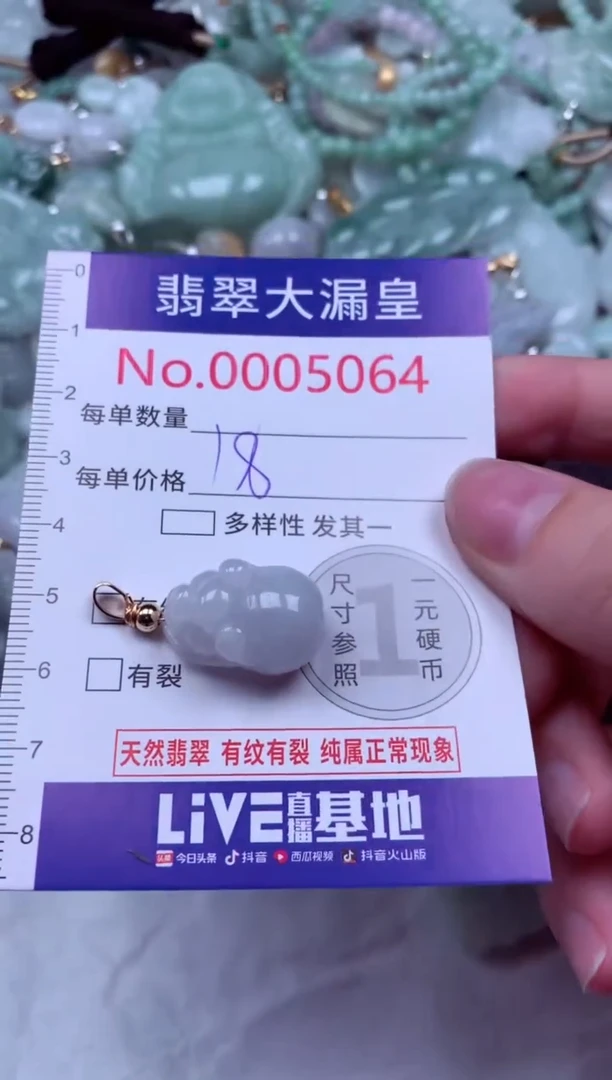 0
翡翠大漏皇
1
No.0005064
2
每单数量
3
每单价格 18
4
多样性 发其一
5
尺寸参照
1
一元硬币
6
有裂
7
天然翡翠 有纹有裂 纯属正常现象
LiVE直播基地
8
头条 今日头条 抖音 西瓜视频 抖音火山版